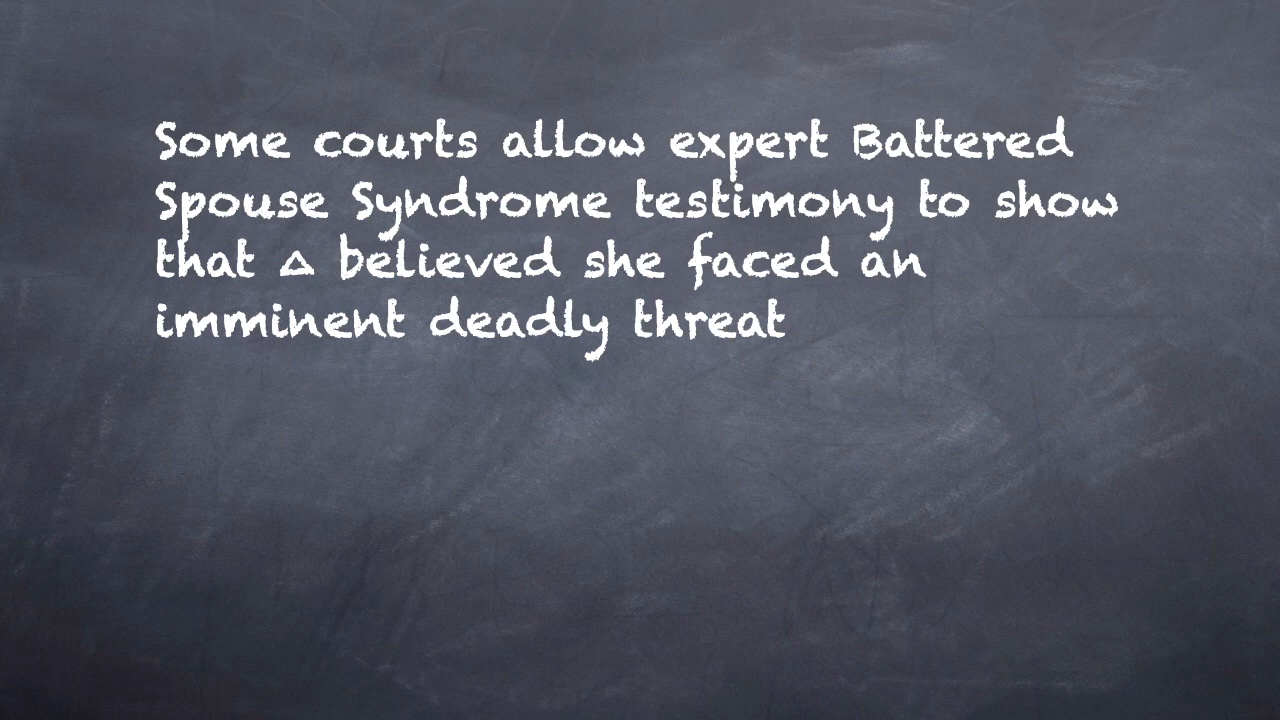 Some courts allow expert Battered
Spouse Syndrome testimony to show
that Δ believed she faced an
imminent deadly threat